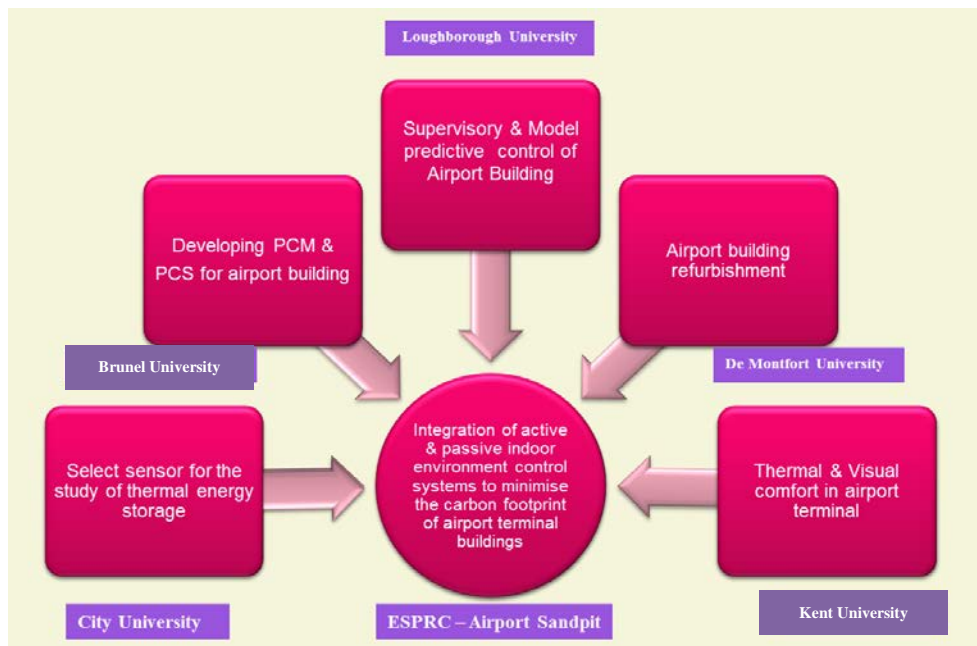 Loughborough University
Supervisory & Model
predictive control of
Airport Building
Developing PCM &
PCS for airport building
Airport building
refurbishment
Brunel University
De Montfort University
Select sensor for the
study of thermal energy
storage
Integration of active
& passive indoor
environment control
systems to minimise
the carbon footprint
of airport terminal
buildings
Thermal & Visual
comfort in airport
terminal
City University
ESPRC – Airport Sandpit
Kent University